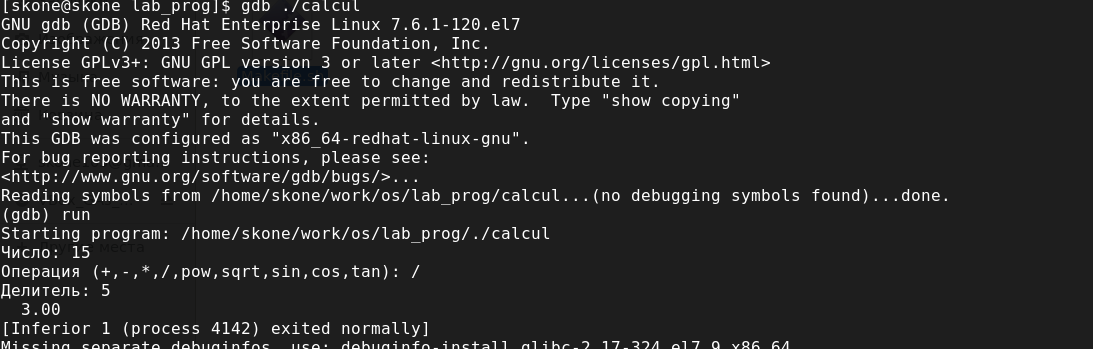 [skone@skone lab_prog]$ gdb ./calcul
GNU gdb (GDB) Red Hat Enterprise Linux 7.6.1-120.el7
Copyright (C) 2013 Free Software Foundation, Inc.
License GPLv3+: GNU GPL version 3 or later <http://gnu.org/licenses/gpl.html>
This is free software: you are free to change and redistribute it.
There is NO WARRANTY, to the extent permitted by law.  Type "show copying"
and "show warranty" for details.
This GDB was configured as "x86_64-redhat-linux-gnu".
For bug reporting instructions, please see:
<http://www.gnu.org/software/gdb/bugs/>...
Reading symbols from /home/skone/work/os/lab_prog/calcul...(no debugging symbols found)...done.
(gdb) run
Starting program: /home/skone/work/os/lab_prog/./calcul
Число: 15
Операция (+,-,*,/,pow,sqrt,sin,cos,tan): /
Делитель: 5
  3.00
[Inferior 1 (process 4142) exited normally]
Missing separate debuginfos, use: debuginfo-install glibc-2.17-324.el7_9.x86_64